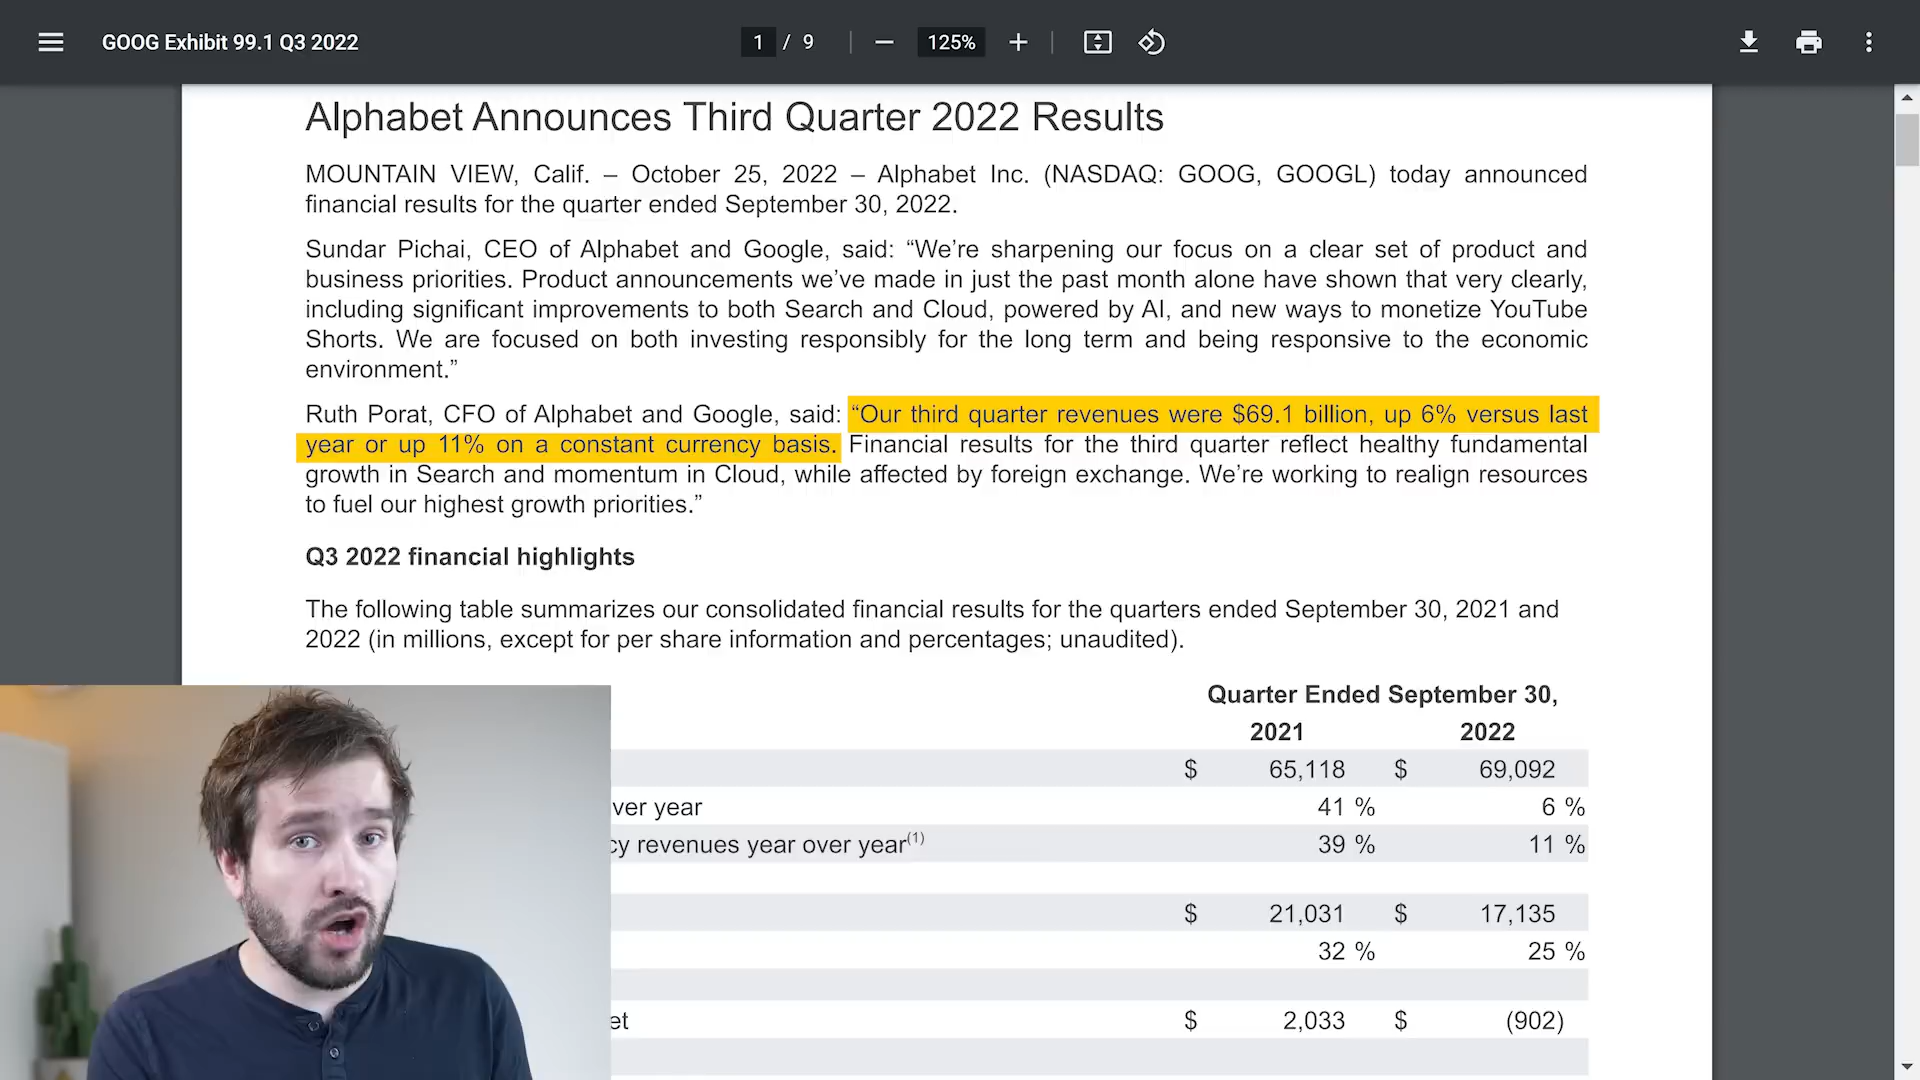 GOOG Exhibit 99.1 Q3 2022
1 / 9
125%
Alphabet Announces Third Quarter 2022 Results
MOUNTAIN VIEW, Calif. – October 25, 2022 – Alphabet Inc. (NASDAQ: GOOG, GOOGL) today announced
financial results for the quarter ended September 30, 2022.
Sundar Pichai, CEO of Alphabet and Google, said: “We’re sharpening our focus on a clear set of product and
business priorities. Product announcements we’ve made in just the past month alone have shown that very clearly,
including significant improvements to both Search and Cloud, powered by AI, and new ways to monetize YouTube
Shorts. We are focused on both investing responsibly for the long term and being responsive to the economic
environment.”
Ruth Porat, CFO of Alphabet and Google, said: “Our third quarter revenues were $69.1 billion, up 6% versus last
year or up 11% on a constant currency basis. Financial results for the third quarter reflect healthy fundamental
growth in Search and momentum in Cloud, while affected by foreign exchange. We’re working to realign resources
to fuel our highest growth priorities.”
Q3 2022 financial highlights
The following table summarizes our consolidated financial results for the quarters ended September 30, 2021 and
2022 (in millions, except for per share information and percentages; unaudited).
Quarter Ended September 30,
2021 2022
$ 65,118 $ 69,092
ver year 41 % 6 %
cy revenues year over year(1) 39 % 11 %
$ 21,031 $ 17,135
32 % 25 %
et $ 2,033 $ (902)